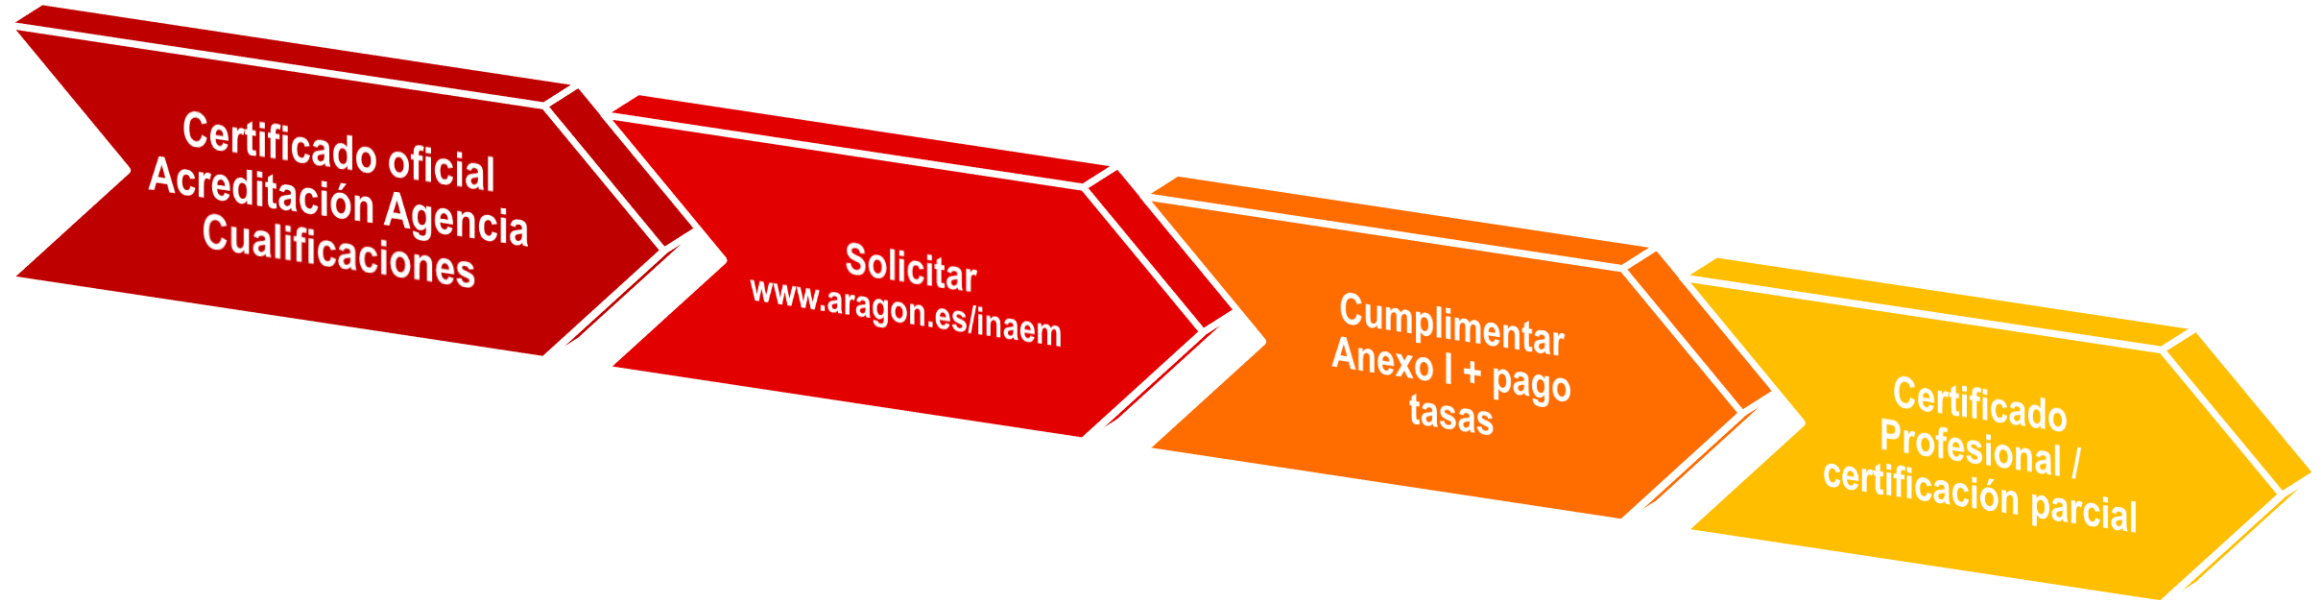 Certificado oficial
Acreditación Agencia
Cualificaciones
Solicitar
www.aragon.es/inaem
Cumplimentar
Anexo I + pago
tasas
Certificado
Profesional /
certificación parcial